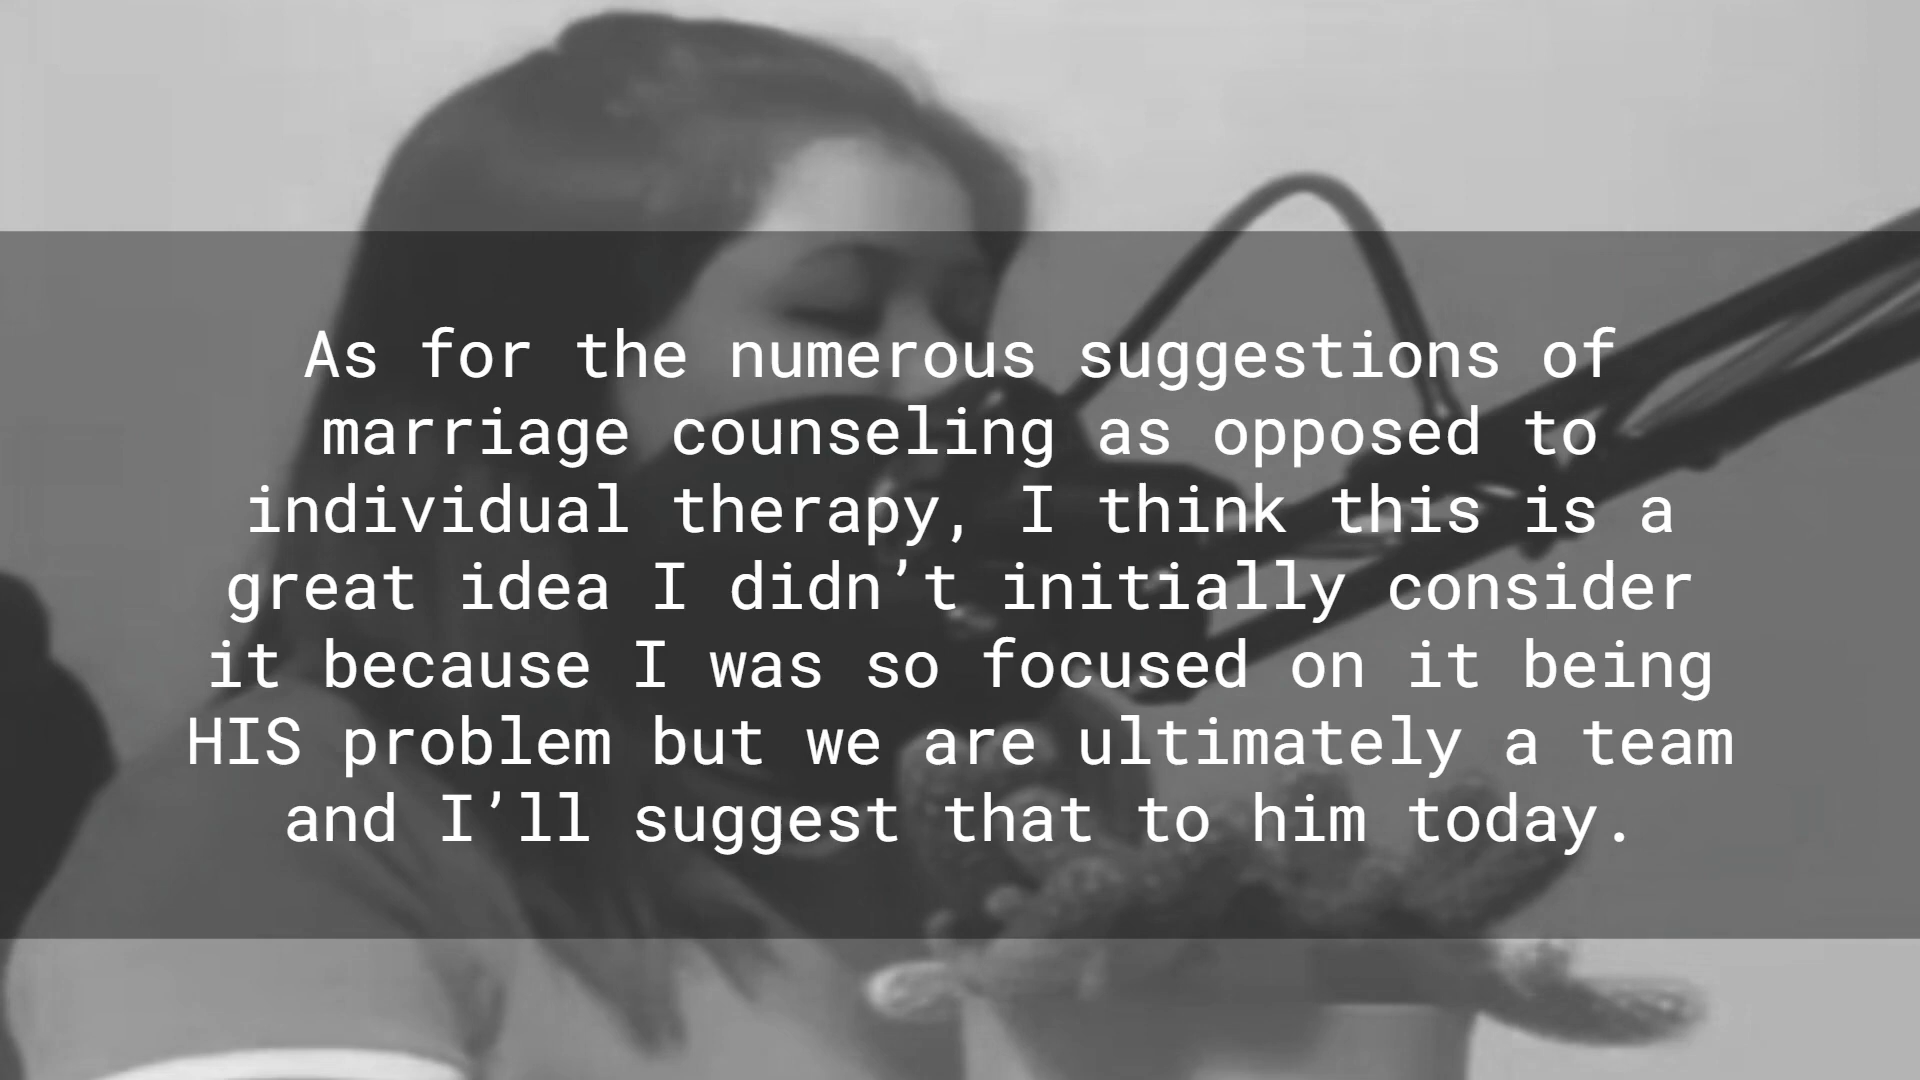 As for the numerous suggestions of
marriage counseling as opposed to
individual therapy, I think this is a
great idea I didn’t initially consider
it because I was so focused on it being
HIS problem but we are ultimately a team
and I’ll suggest that to him today.